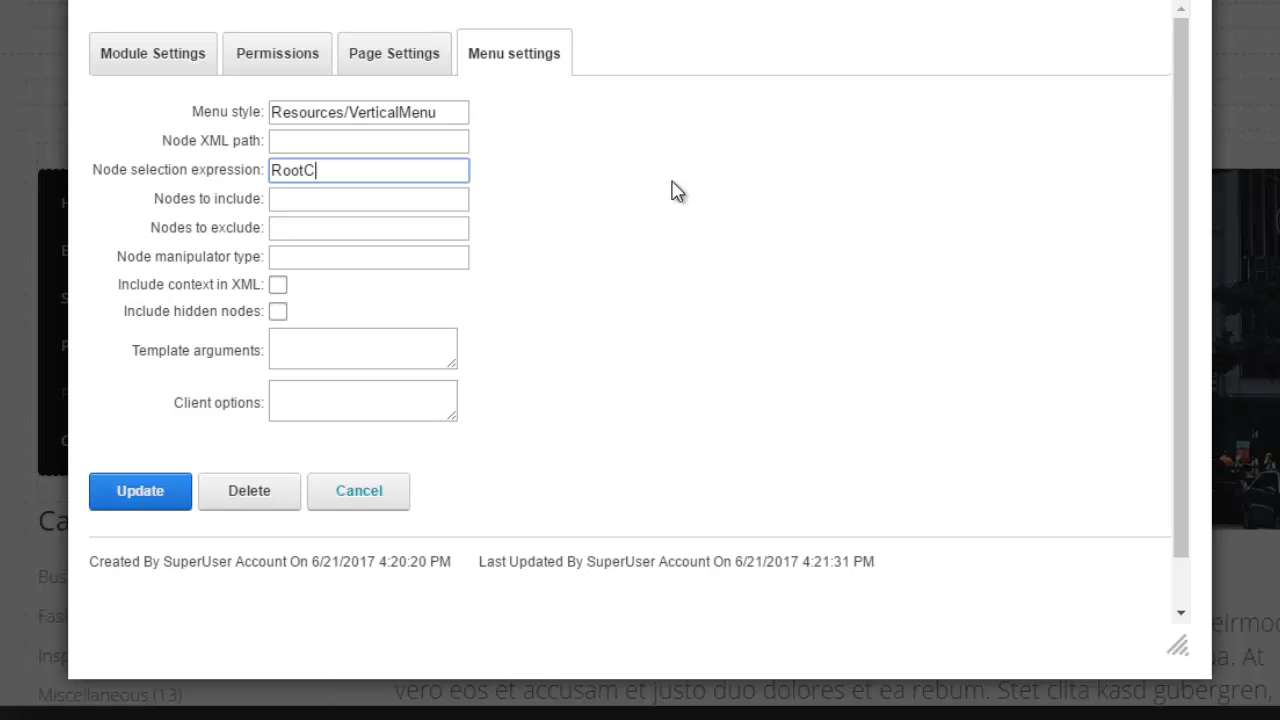 Module Settings
Permissions
Page Settings
Menu settings
Menu style: Resources/VerticalMenu
Node XML path:
Node selection expression: RootC
Nodes to include:
Nodes to exclude:
Node manipulator type:
Include context in XML:
Include hidden nodes:
Template arguments:
Client options:
Update
Delete
Cancel
Created By SuperUser Account On 6/21/2017 4:20:20 PM
Last Updated By SuperUser Account On 6/21/2017 4:21:31 PM
Miscellaneous (13)
. At
vero eos et accusam et justo duo dolores et ea rebum. Stet clita kasd gubergren,